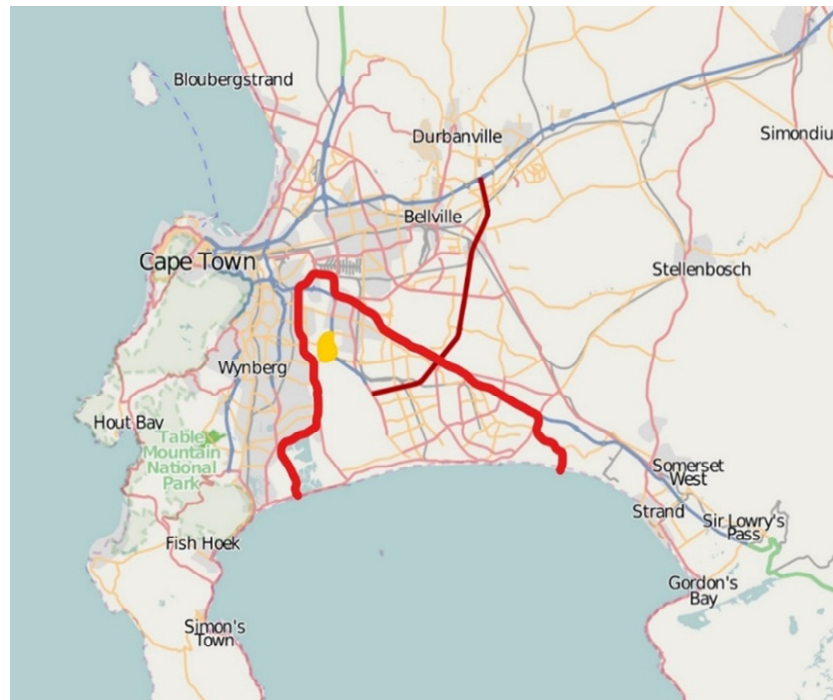 Bloubergstrand
Durbanville
Simondiu
Bellville
Cape Town
Stellenbosch
Wynberg
Hout Bay
Table
Mountain
National
Park
Somerset
West
Strand
Sir Lowry's
Pass
Fish Hoek
Gordon's
Bay
Simon's
Town